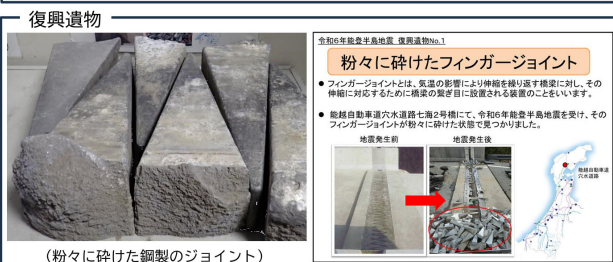 復興遺物
令和6年能登半島地震 復興遺物No.1
粉々に砕けたフィンガージョイント
● フィンガージョイントとは、気温の影響により伸縮を繰り返す橋梁に対し、その
伸縮に対応するために橋梁の繋ぎ目に設置される装置のことをいいます。
● 能越自動車道穴水道路七海2号橋にて、令和6年能登半島地震を受け、その
フィンガージョイントが粉々に砕けた状態で見つかりました。
地震発生前
地震発生後
能越自動車道
穴水道路
(粉々に砕けた鋼製のジョイント)